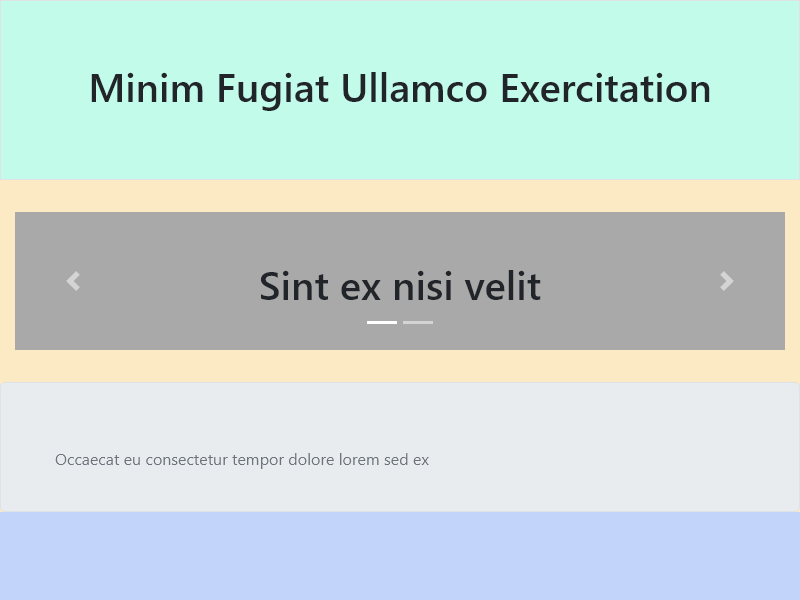 Minim Fugiat Ullamco Exercitation
Sint ex nisi velit
Occaecat eu consectetur tempor dolore lorem sed ex